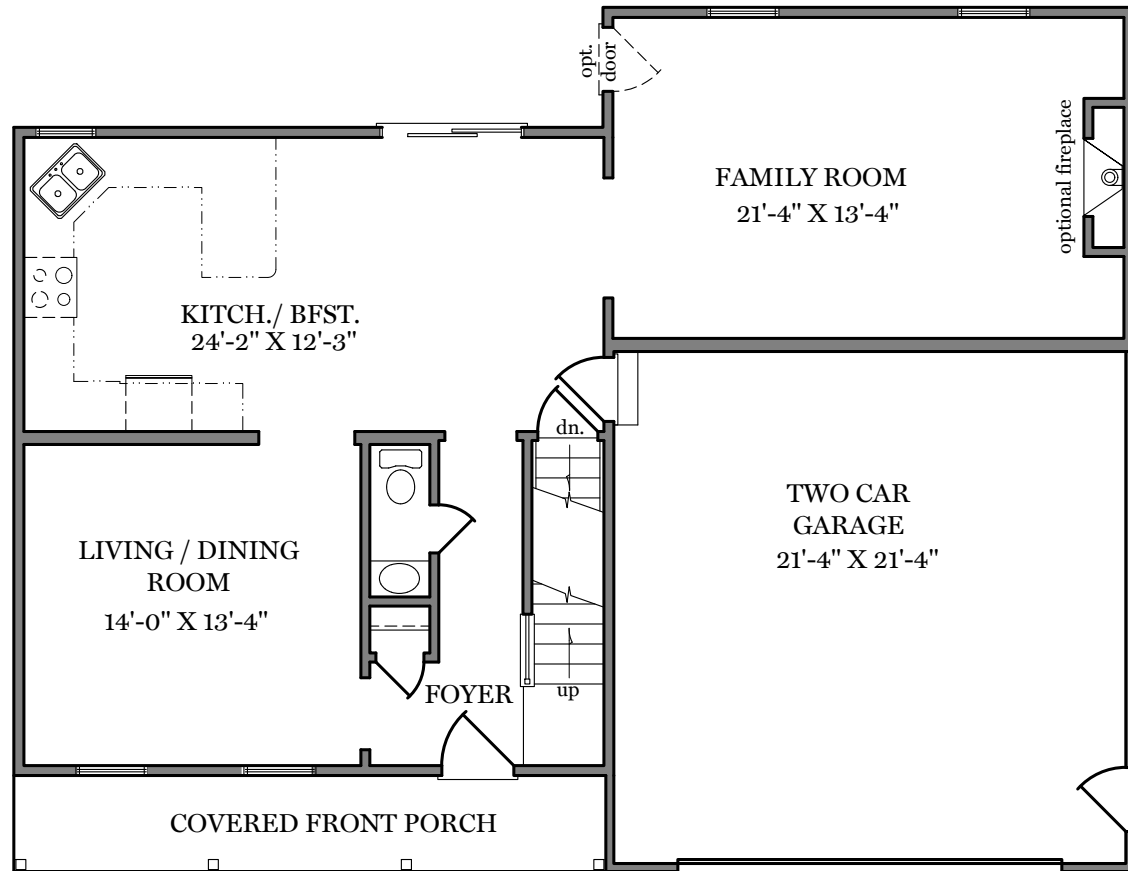 opt.
door
FAMILY ROOM
21'-4" X 13'-4"
optional fireplace
KITCH./ BFST.
24'-2" X 12'-3"
dn.
TWO CAR
GARAGE
21'-4" X 21'-4"
LIVING / DINING
ROOM
14'-0" X 13'-4"
FOYER
up
COVERED FRONT PORCH